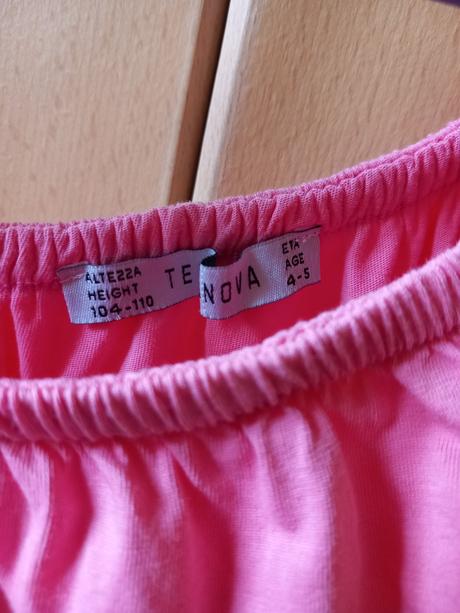 ALTEZZA
HEIGHT
104-110
TE NOVA
ETA
AGE
4-5